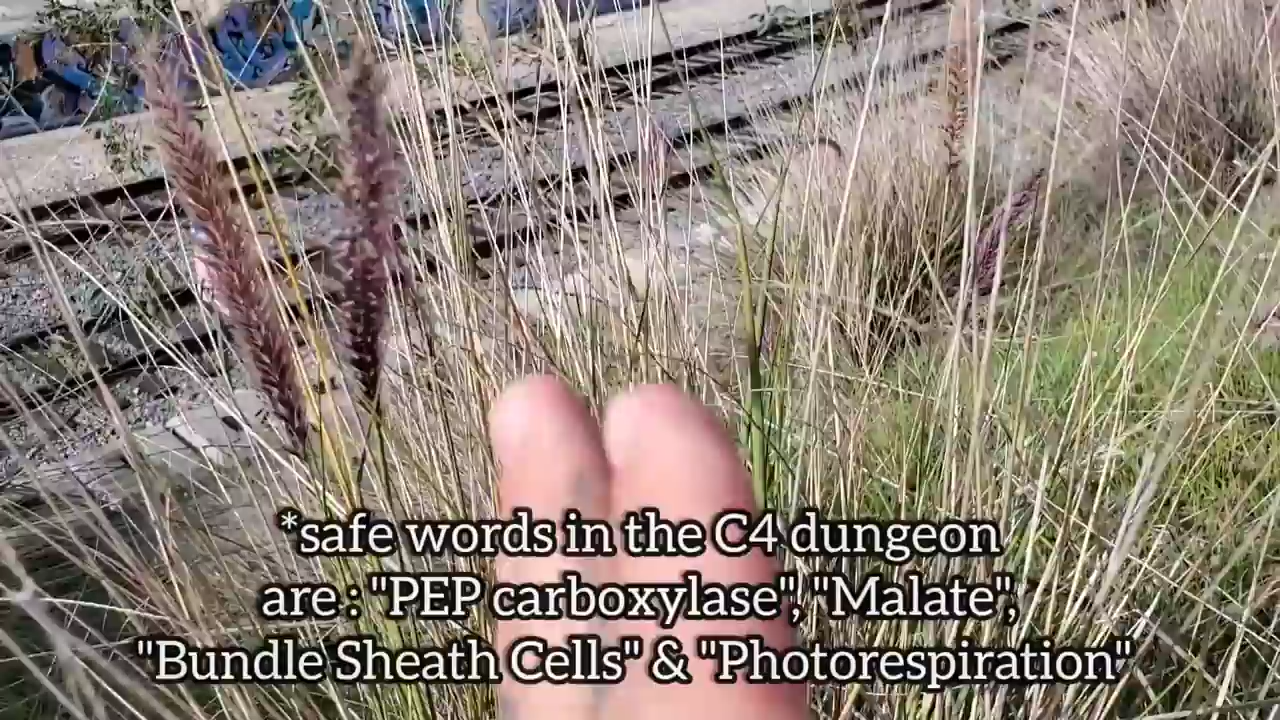 *safe words in the C4 dungeon
are : "PEP carboxylase", "Malate",
"Bundle Sheath Cells" & "Photorespiration"